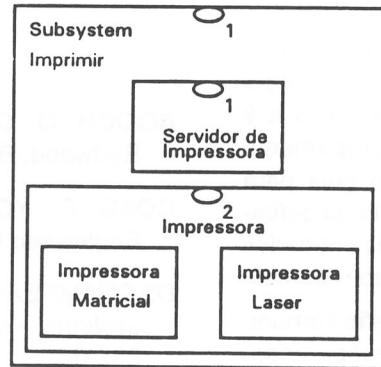 Subsystem
1
Imprimir
1
Servidor de
Impressora
2
Impressora
Impressora
Matricial
Impressora
Laser